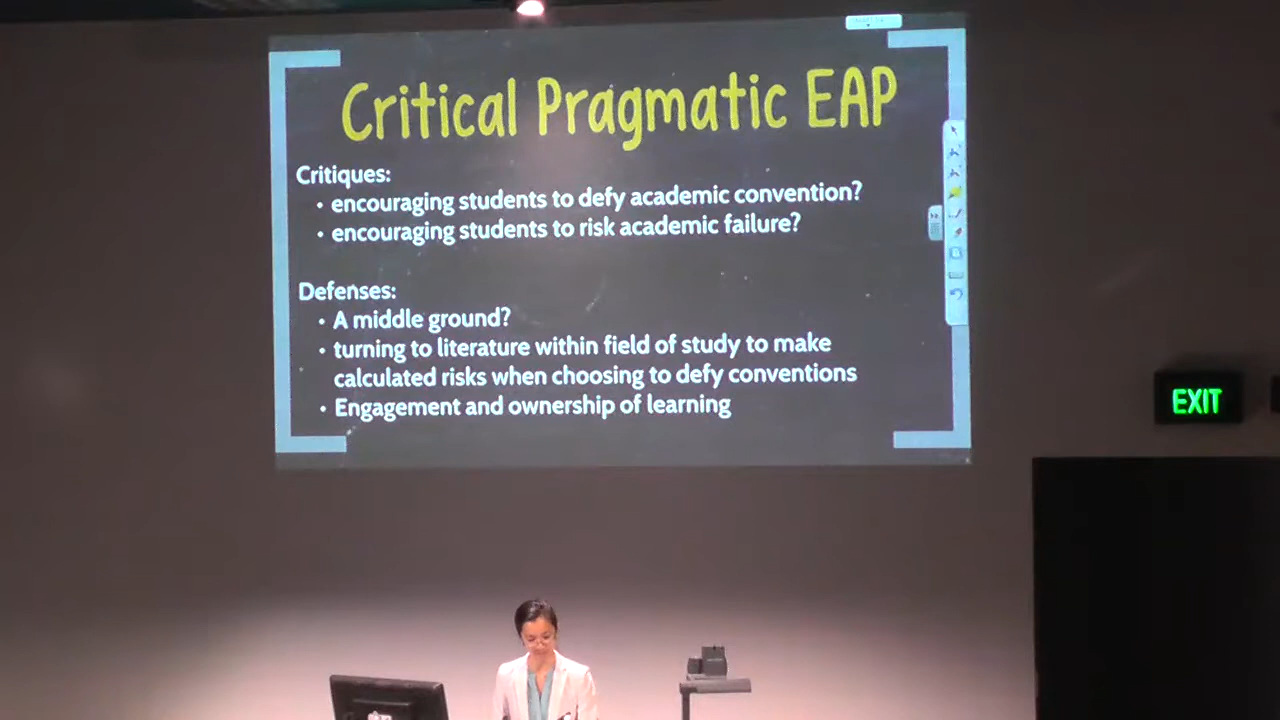 Critical Pragmatic EAP
Critiques:
• encouraging students to defy academic convention?
• encouraging students to risk academic failure?
Defenses:
• A middle ground?
• turning to literature within field of study to make
calculated risks when choosing to defy conventions
• Engagement and ownership of learning
EXIT